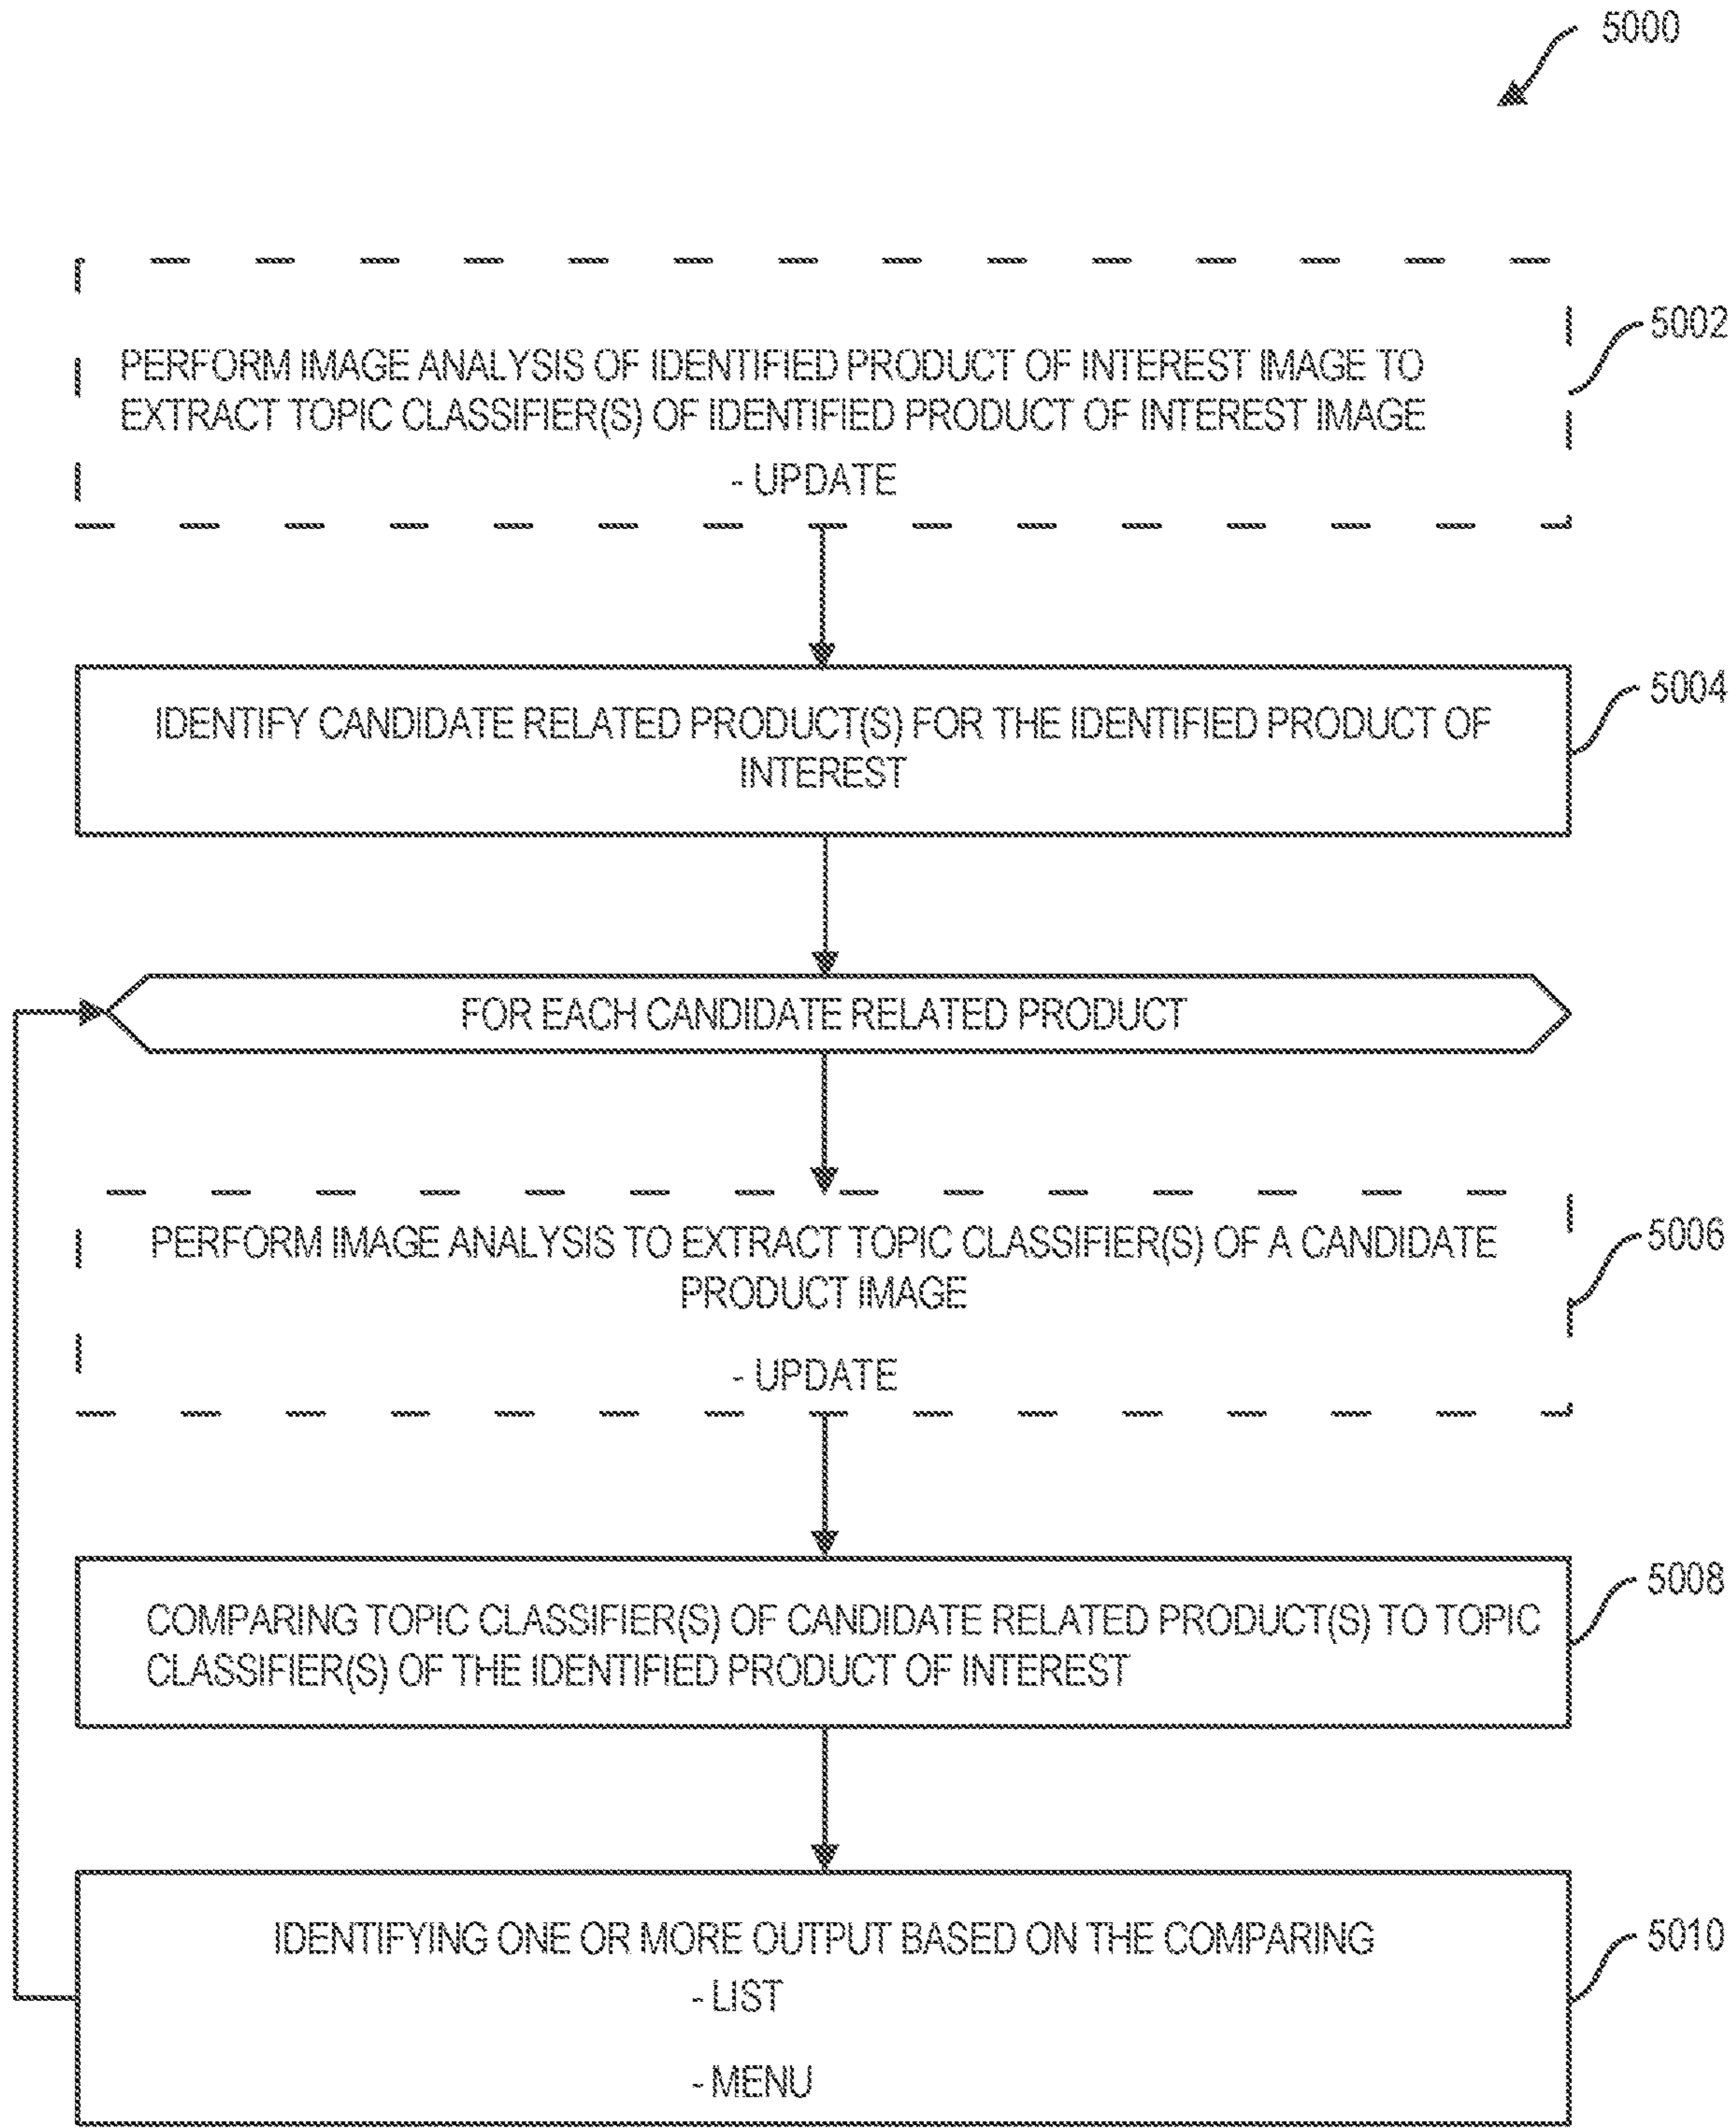 5000
PERFORM IMAGE ANALYSIS OF IDENTIFIED PRODUCT OF INTEREST IMAGE TO
EXTRACT TOPIC CLASSIFIER(S) OF IDENTIFIED PRODUCT OF INTEREST IMAGE
- UPDATE
5002
IDENTIFY CANDIDATE RELATED PRODUCT(S) FOR THE IDENTIFIED PRODUCT OF
INTEREST
5004
FOR EACH CANDIDATE RELATED PRODUCT
PERFORM IMAGE ANALYSIS TO EXTRACT TOPIC CLASSIFIER(S) OF A CANDIDATE
PRODUCT IMAGE
- UPDATE
5006
COMPARING TOPIC CLASSIFIER(S) OF CANDIDATE RELATED PRODUCT(S) TO TOPIC
CLASSIFIER(S) OF THE IDENTIFIED PRODUCT OF INTEREST
5008
IDENTIFYING ONE OR MORE OUTPUT BASED ON THE COMPARING
- LIST
- MENU
5010